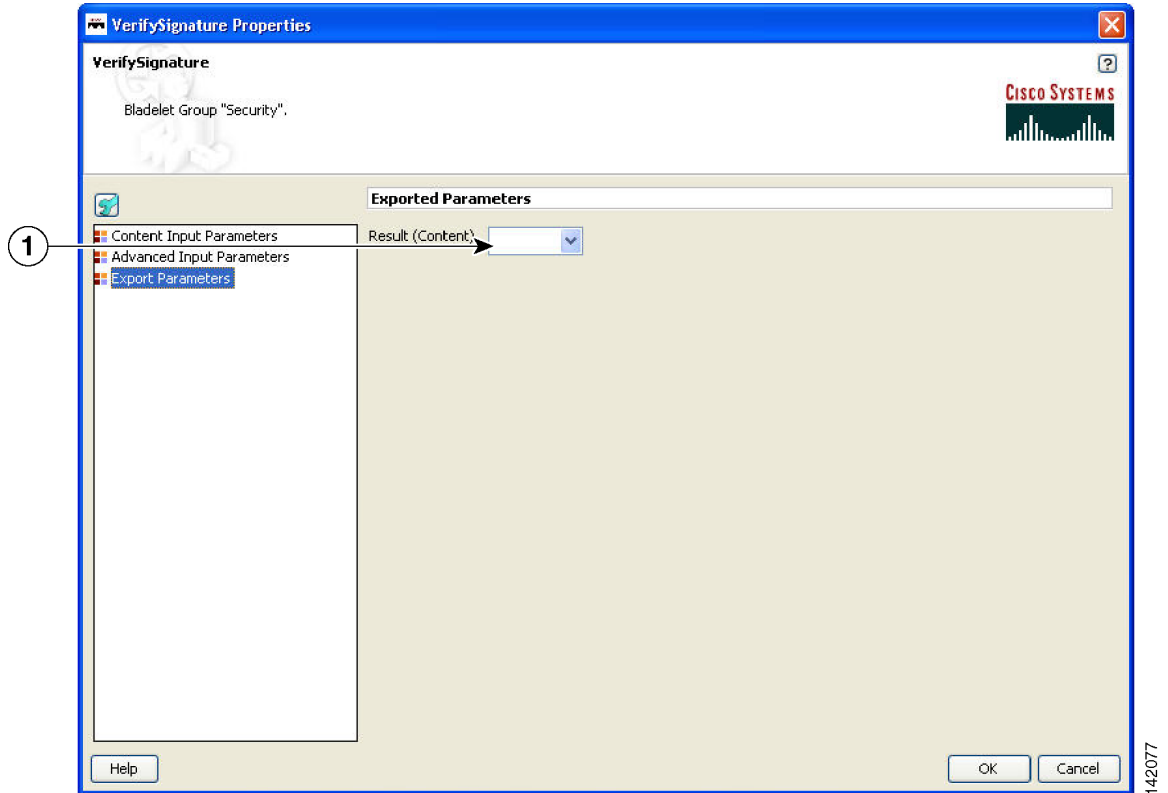 VerifySignature Properties
VerifySignature
Bladelet Group "Security".
?
CISCO SYSTEMS
Exported Parameters
1
Content Input Parameters
Advanced Input Parameters
Export Parameters
Result (Content)
Help
OK
Cancel
142077